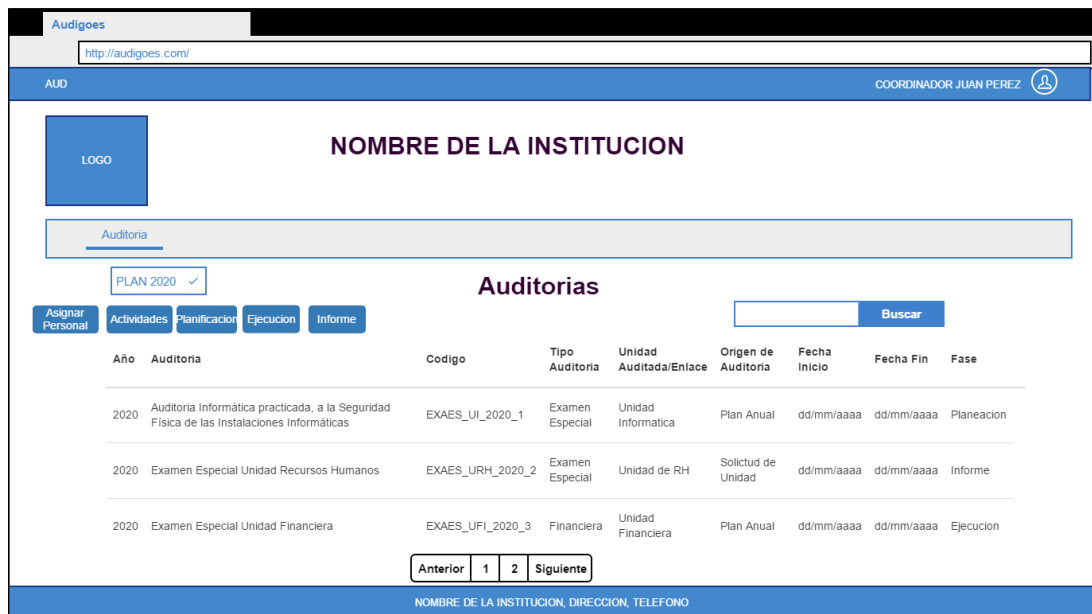 Audigoes
http://audigoes.com/
AUD
COORDINADOR JUAN PEREZ
LOGO
NOMBRE DE LA INSTITUCION
Auditoria
PLAN 2020
Auditorias
Asignar
Personal
Actividades
Planificacion
Ejecucion
Informe
Buscar
Año
Auditoria
Codigo
Tipo
Auditoria
Unidad
Auditada/Enlace
Origen de
Auditoria
Fecha
Inicio
Fecha Fin
Fase
2020
Auditoria Informática practicada, a la Seguridad
Física de las Instalaciones Informáticas
EXAES_UI_2020_1
Examen
Especial
Unidad
Informatica
Plan Anual
dd/mm/aaaa
dd/mm/aaaa
Planeacion
2020
Examen Especial Unidad Recursos Humanos
EXAES_URH_2020_2
Examen
Especial
Unidad de RH
Solictud de
Unidad
dd/mm/aaaa
dd/mm/aaaa
Informe
2020
Examen Especial Unidad Financiera
EXAES_UFI_2020_3
Financiera
Unidad
Financiera
Plan Anual
dd/mm/aaaa
dd/mm/aaaa
Ejecucion
Anterior
1
2
Siguiente
NOMBRE DE LA INSTITUCION, DIRECCION, TELEFONO